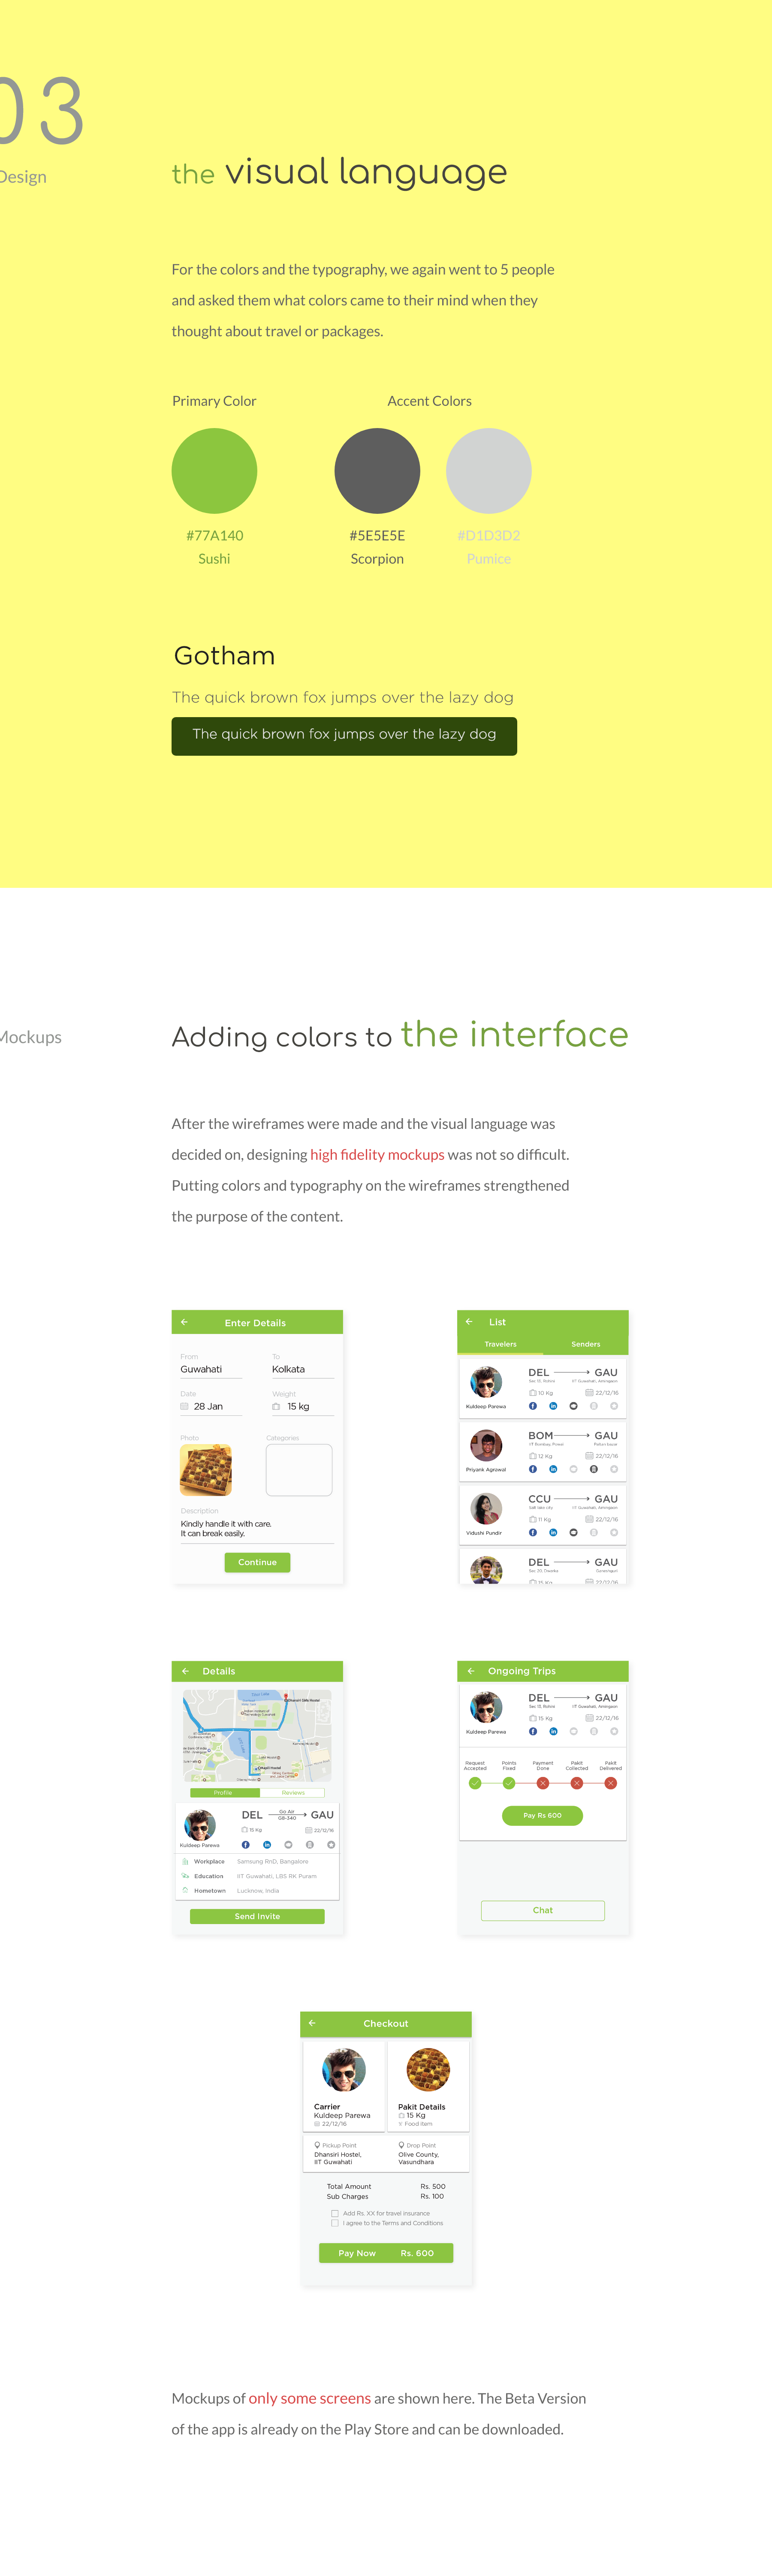 03
Design
the visual language
For the colors and the typography, we again went to 5 people
and asked them what colors came to their mind when they
thought about travel or packages.
Primary Color
Accent Colors
#77A140
Sushi
#5E5E5E
Scorpion
#D1D3D2
Pumice
Gotham
The quick brown fox jumps over the lazy dog
The quick brown fox jumps over the lazy dog
Mockups
Adding colors to the interface
After the wireframes were made and the visual language was
decided on, designing high fidelity mockups was not so difficult.
Putting colors and typography on the wireframes strengthened
the purpose of the content.
Enter Details
From
To
Guwahati
Kolkata
Date
Weight
28 Jan
15 kg
Photo
Categories
Description
Kindly handle it with care.
It can break easily.
Continue
List
Travelers
Senders
DEL
GAU
10 Kg
22/12/16
Kuldeep Parewa
BOM
GAU
IIT Bombay, Powai
12 Kg
22/12/16
Priyank Agrawal
CCU
GAU
11 Kg
22/12/16
Vidushi Pundir
DEL
GAU
15 Kg
22/12/16
Details
Profile
Reviews
DEL
Go Air
G8-340
GAU
15 Kg
22/12/16
Kuldeep Parewa
Workplace
Samsung RnD, Bangalore
Education
IIT Guwahati, LBS RK Puram
Hometown
Lucknow, India
Send Invite
Ongoing Trips
DEL
GAU
15 Kg
22/12/16
Kuldeep Parewa
Request
Accepted
Points
Fixed
Payment
Done
Pakit
Collected
Pakit
Delivered
Pay Rs 600
Chat
Checkout
Carrier
Kuldeep Parewa
22/12/16
Pakit Details
15 Kg
Food Item
Pickup Point
Dhansiri Hostel,
IIT Guwahati
Drop Point
Olive County,
Vasundhara
Total Amount
Rs. 500
Sub Charges
Rs. 100
Add Rs. XX for travel insurance
I agree to the Terms and Conditions
Pay Now
Rs. 600
Mockups of only some screens are shown here. The Beta Version
of the app is already on the Play Store and can be downloaded.